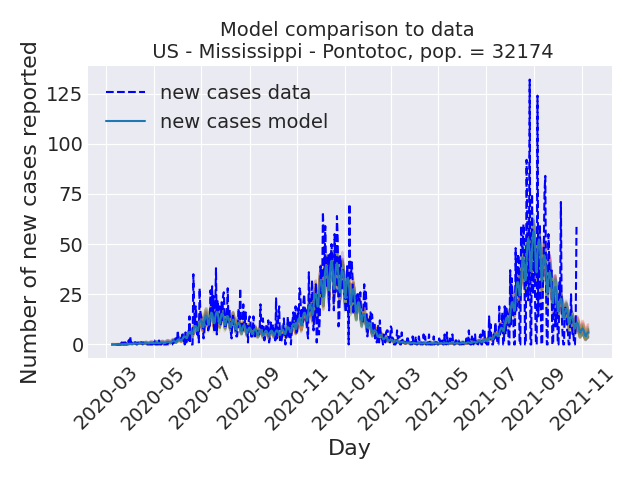 Model comparison to data
US - Mississippi - Pontotoc, pop. = 32174
Number of new cases reported
new cases data
new cases model
125
100
75
50
25
0
2020-03
2020-05
2020-07
2020-09
2020-11
2021-01
2021-03
2021-05
2021-07
2021-09
2021-11
Day